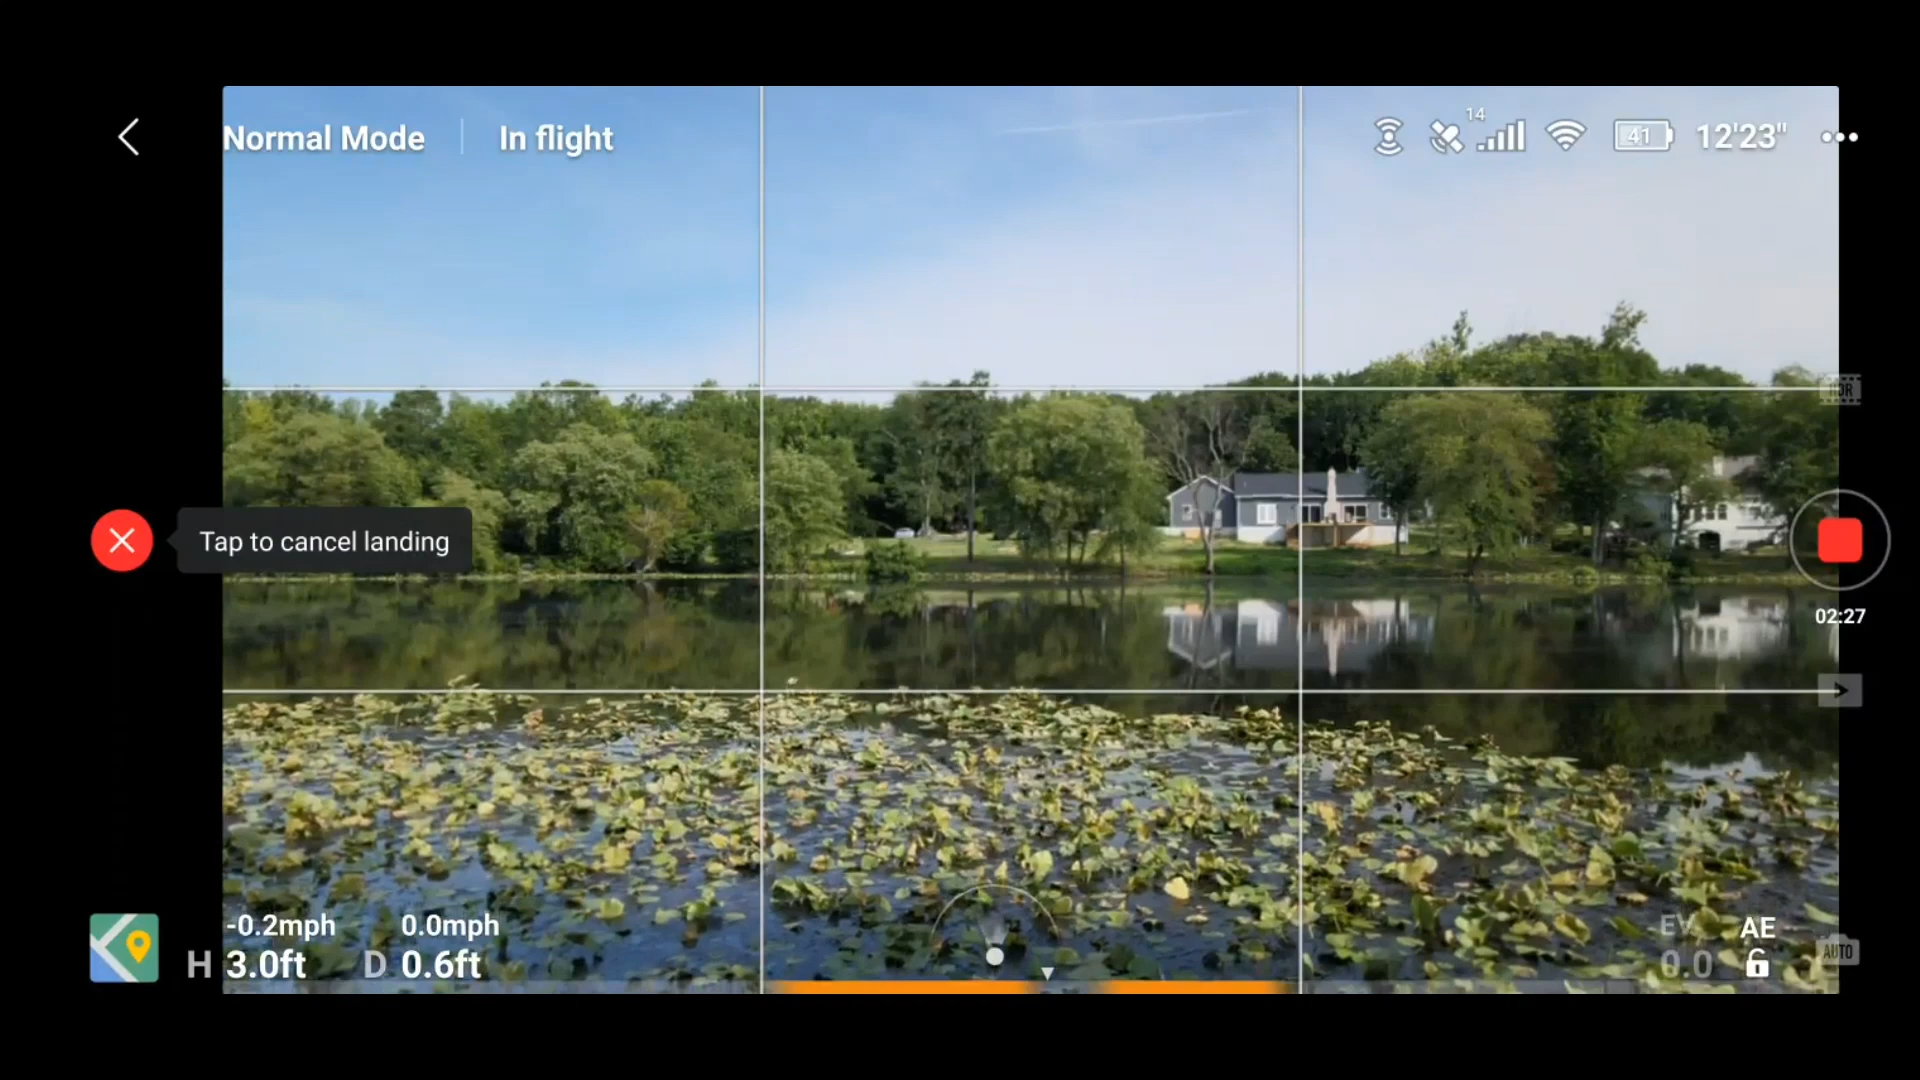 Normal Mode
In flight
14
41
12'23"
HDR
Tap to cancel landing
02:27
-0.2mph
0.0mph
H 3.0ft
D 0.6ft
EV
0.0
AE
AUTO